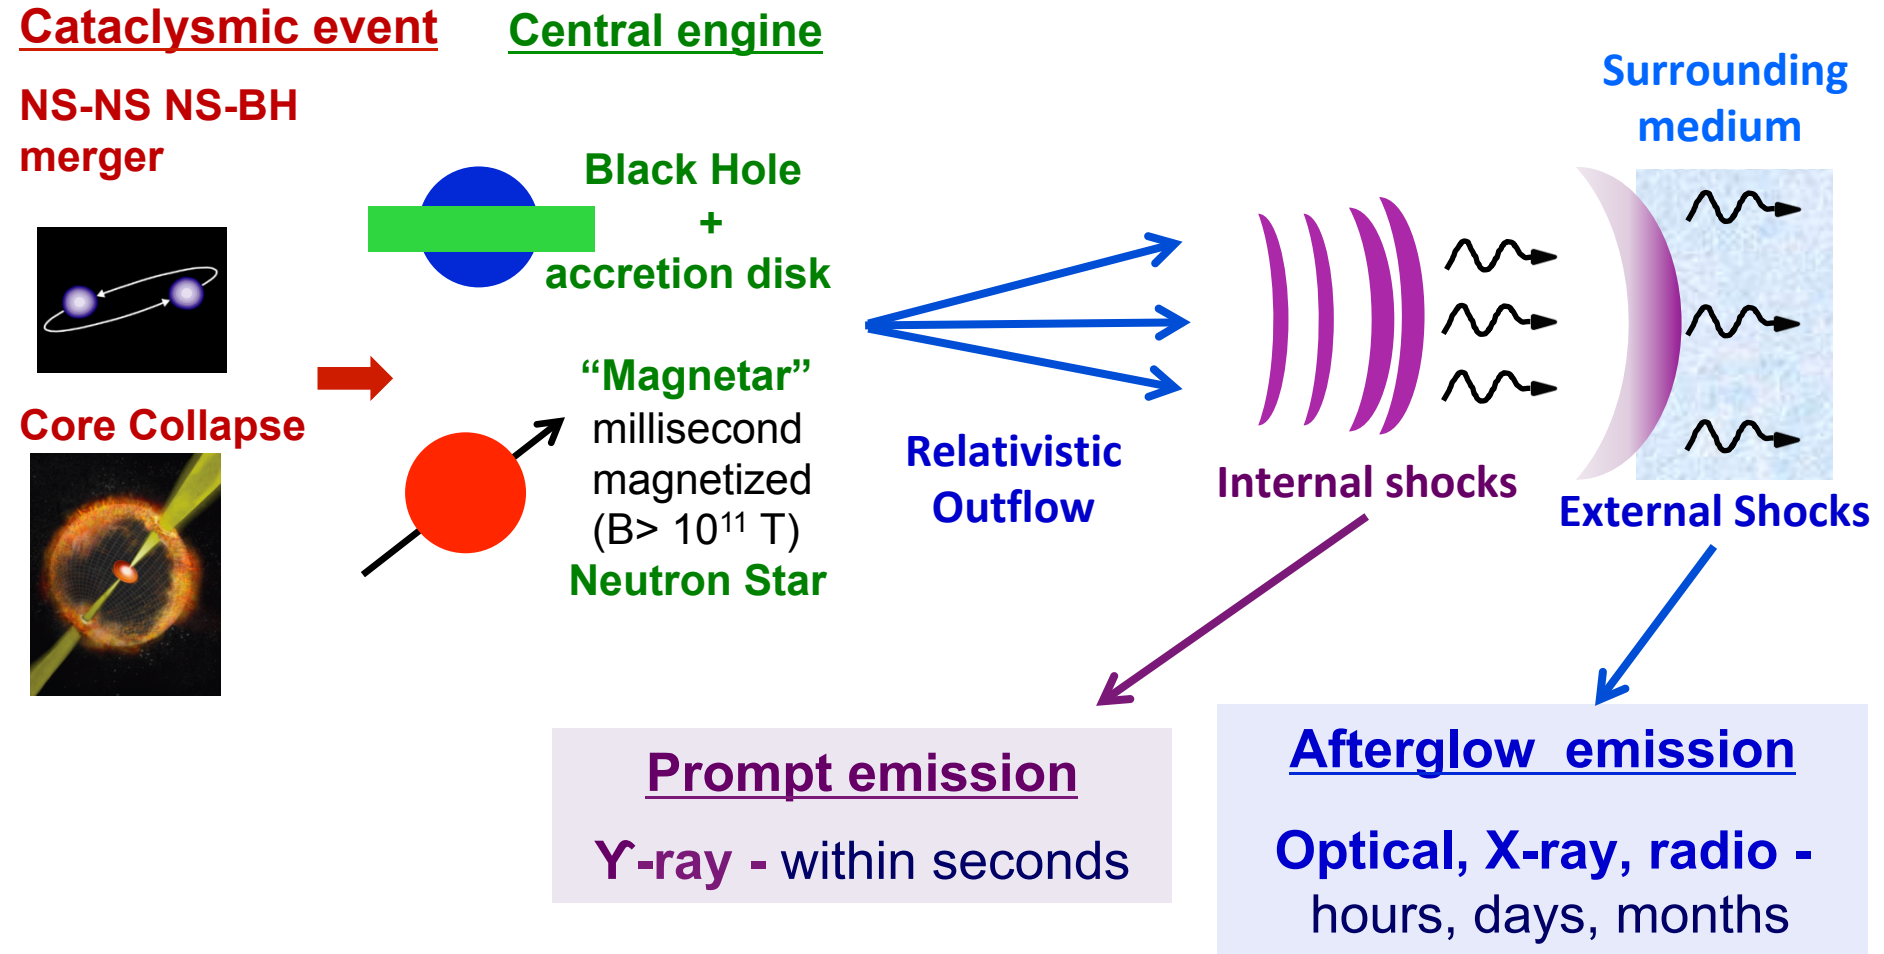 Cataclysmic event
NS-NS NS-BH
merger
Core Collapse
Central engine
Black Hole
+
accretion disk
“Magnetar”
millisecond
magnetized
(B> 10¹¹ T)
Neutron Star
Relativistic
Outflow
Internal shocks
Surrounding
medium
External Shocks
Prompt emission
ϒ-ray - within seconds
Afterglow emission
Optical, X-ray, radio -
hours, days, months